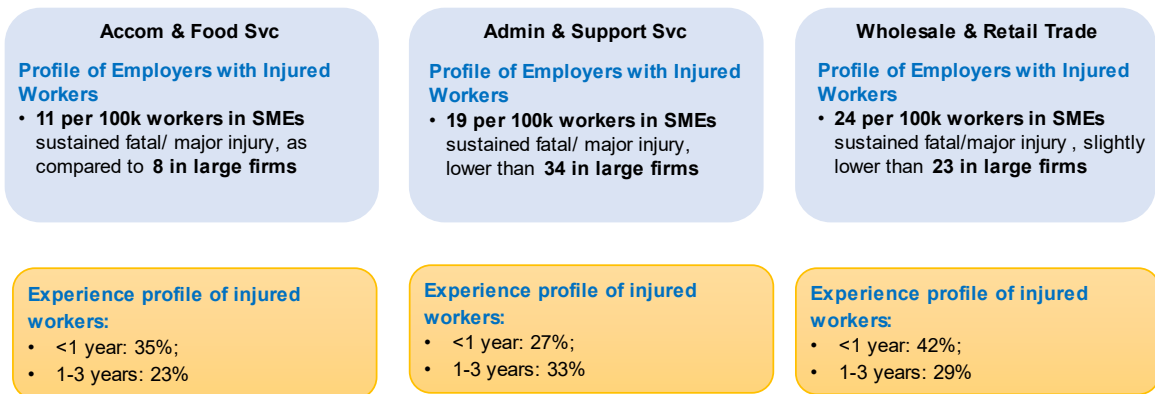 Accom & Food Svc
Profile of Employers with Injured
Workers
• 11 per 100k workers in SMEs
sustained fatal/ major injury, as
compared to 8 in large firms
Admin & Support Svc
Profile of Employers with Injured
Workers
• 19 per 100k workers in SMEs
sustained fatal/ major injury,
lower than 34 in large firms
Wholesale & Retail Trade
Profile of Employers with Injured
Workers
• 24 per 100k workers in SMEs
sustained fatal/major injury , slightly
lower than 23 in large firms
Experience profile of injured
workers:
• <1 year: 35%;
• 1-3 years: 23%
Experience profile of injured
workers:
• <1 year: 27%;
• 1-3 years: 33%
Experience profile of injured
workers:
• <1 year: 42%;
• 1-3 years: 29%